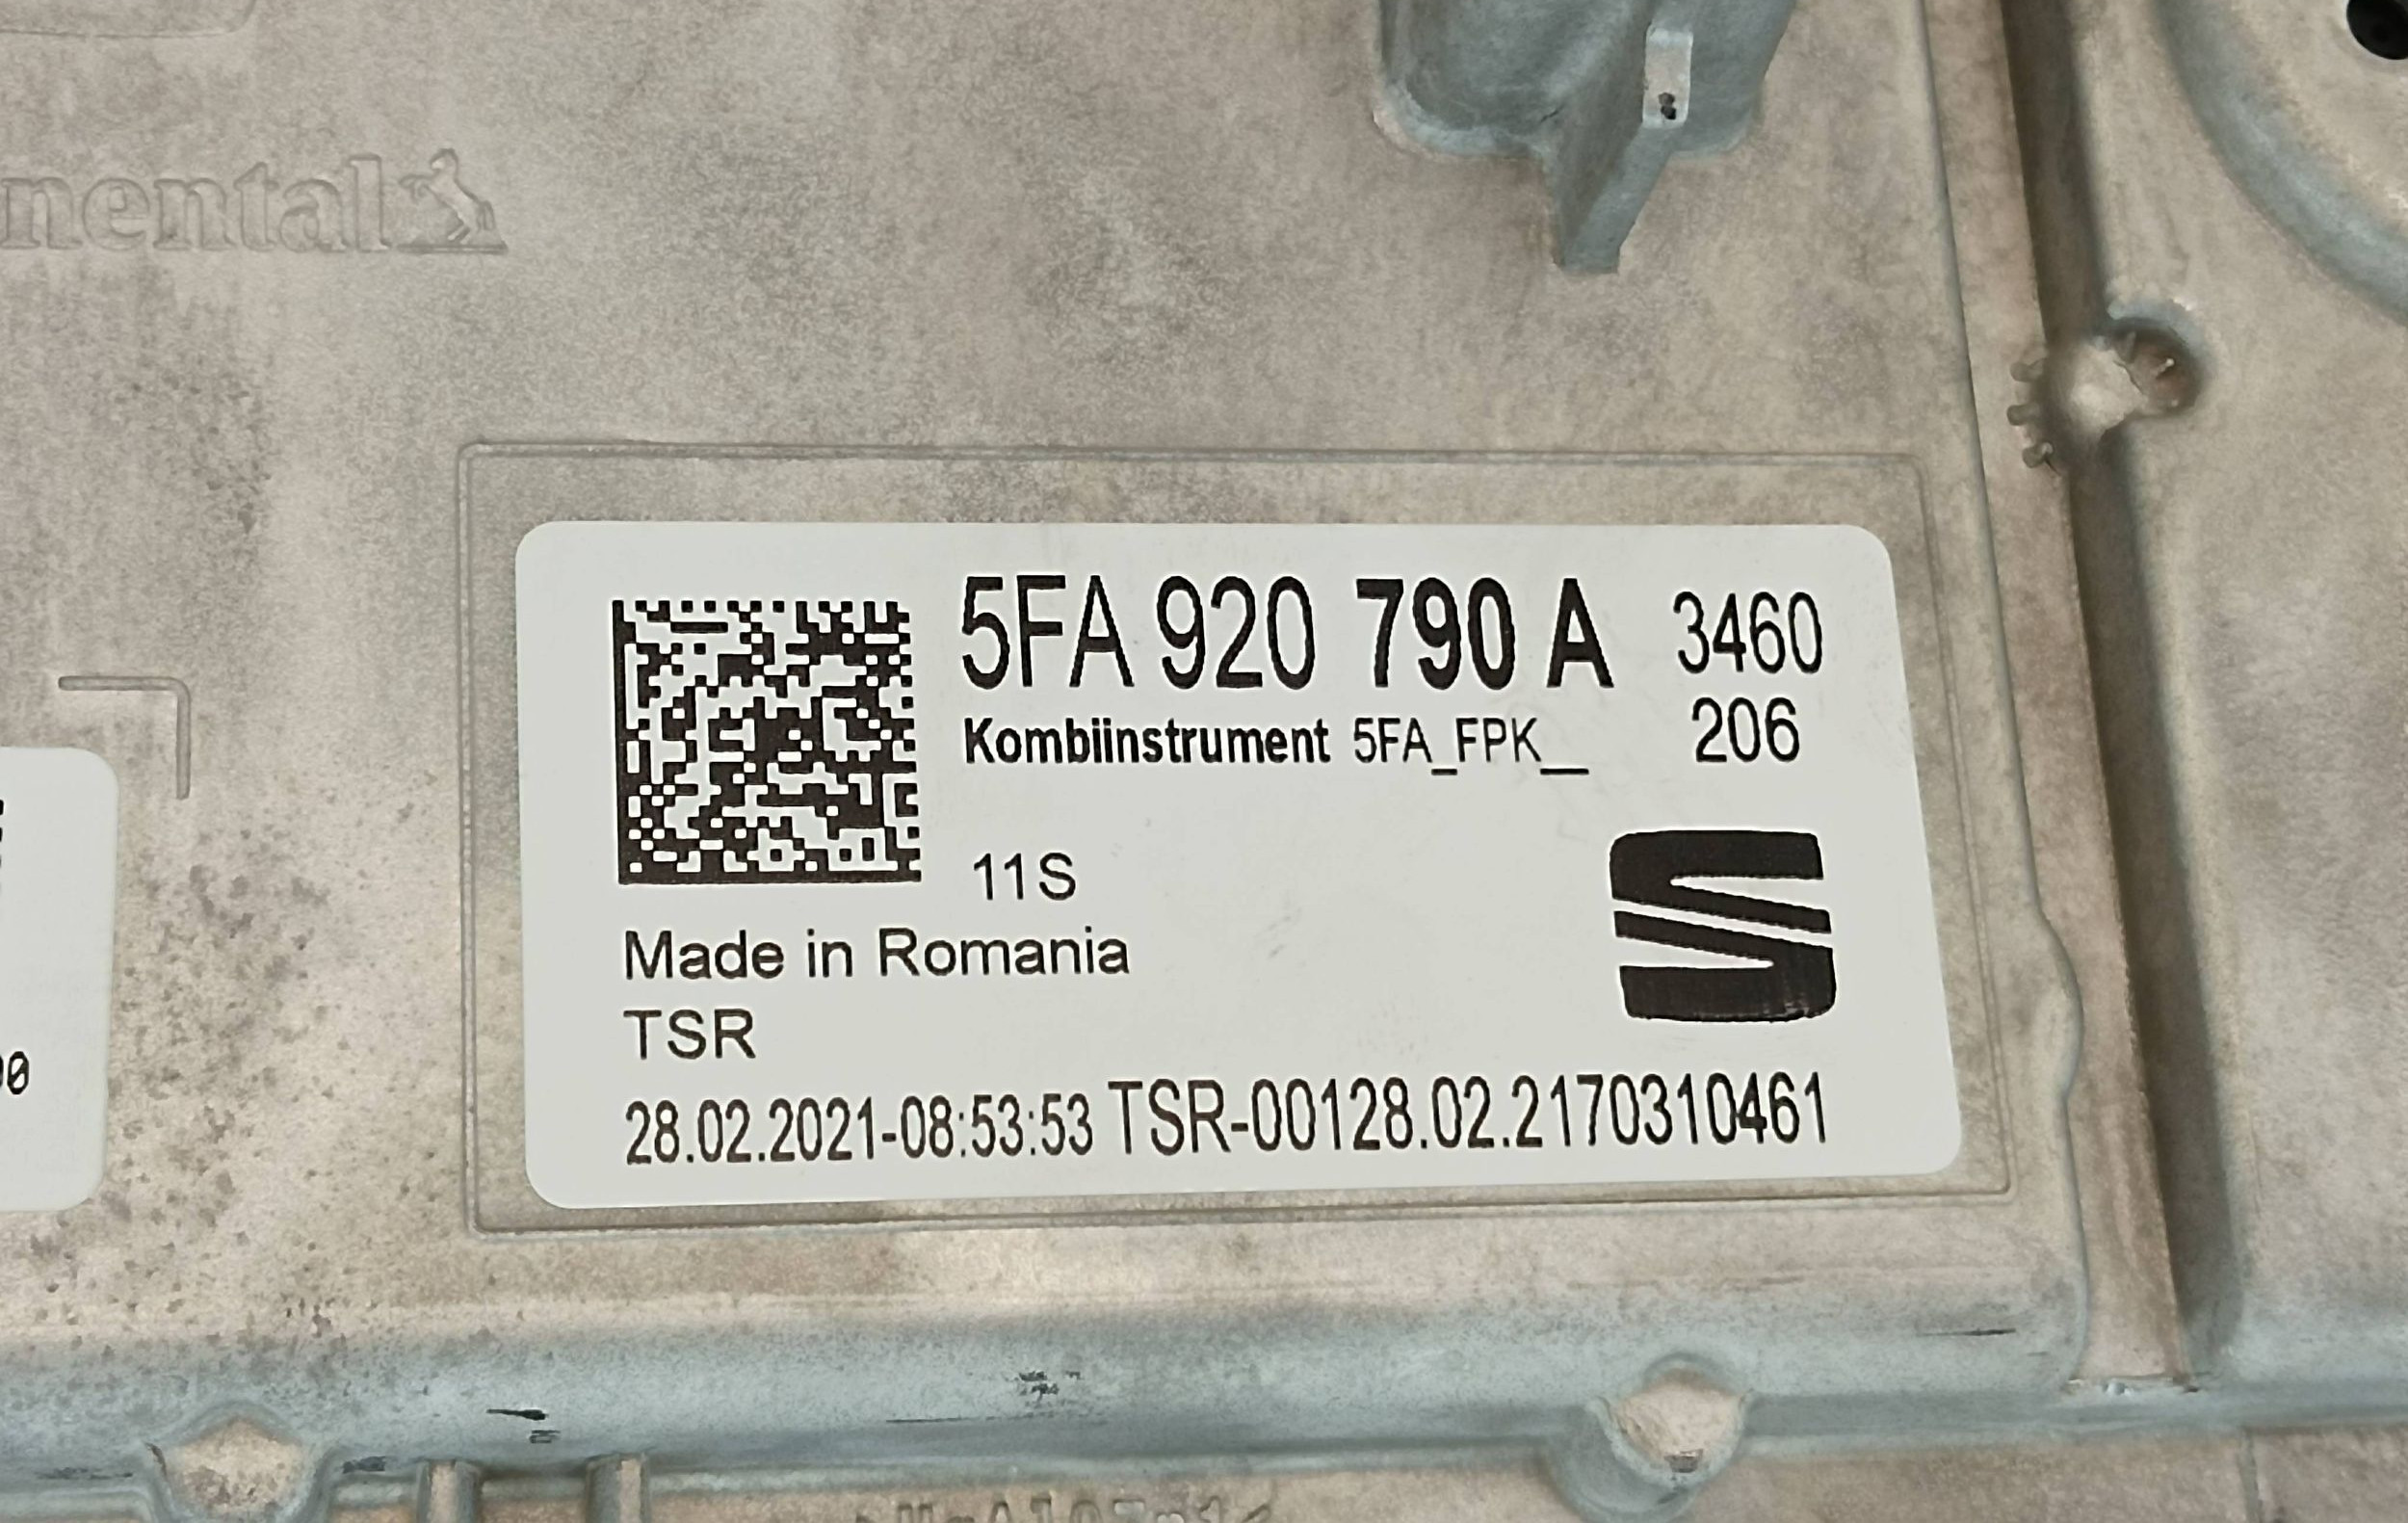 nental
5FA 920 790 A 3460
Kombiinstrument 5FA_FPK__ 206
11S
Made in Romania
TSR
28.02.2021-08:53:53 TSR-00128.02.2170310461